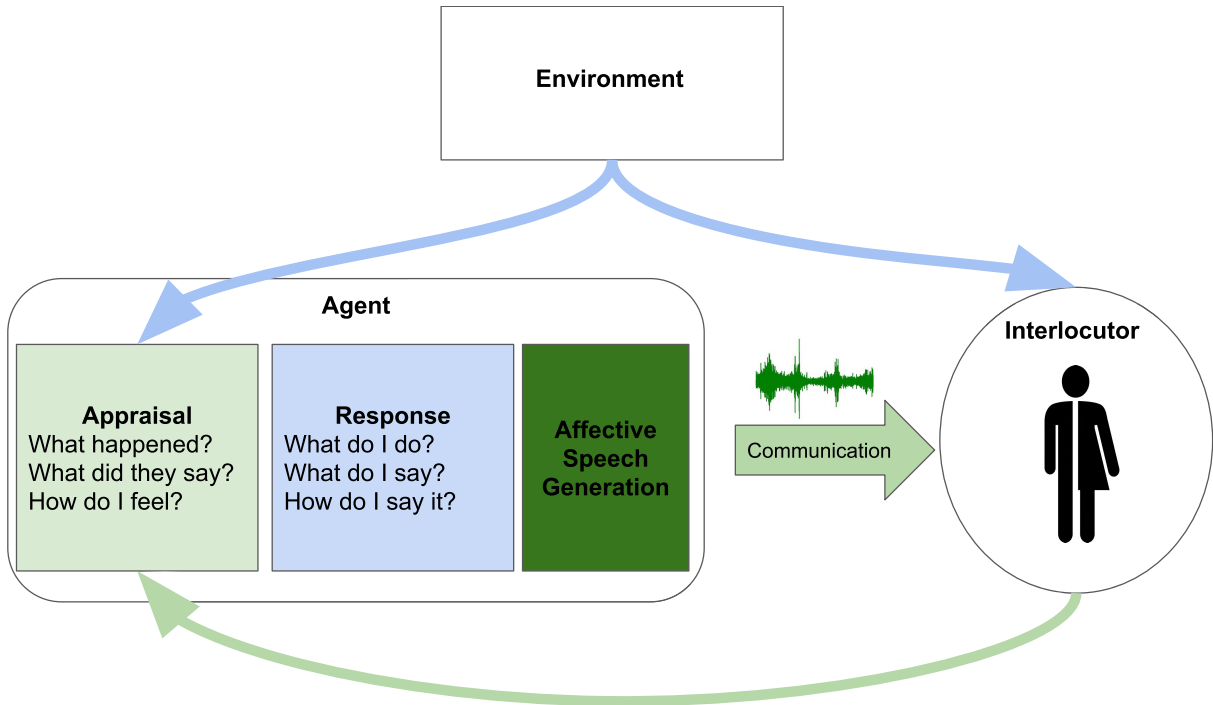 Environment
Agent
Interlocutor
Appraisal
What happened?
What did they say?
How do I feel?
Response
What do I do?
What do I say?
How do I say it?
Affective
Speech
Generation
Communication